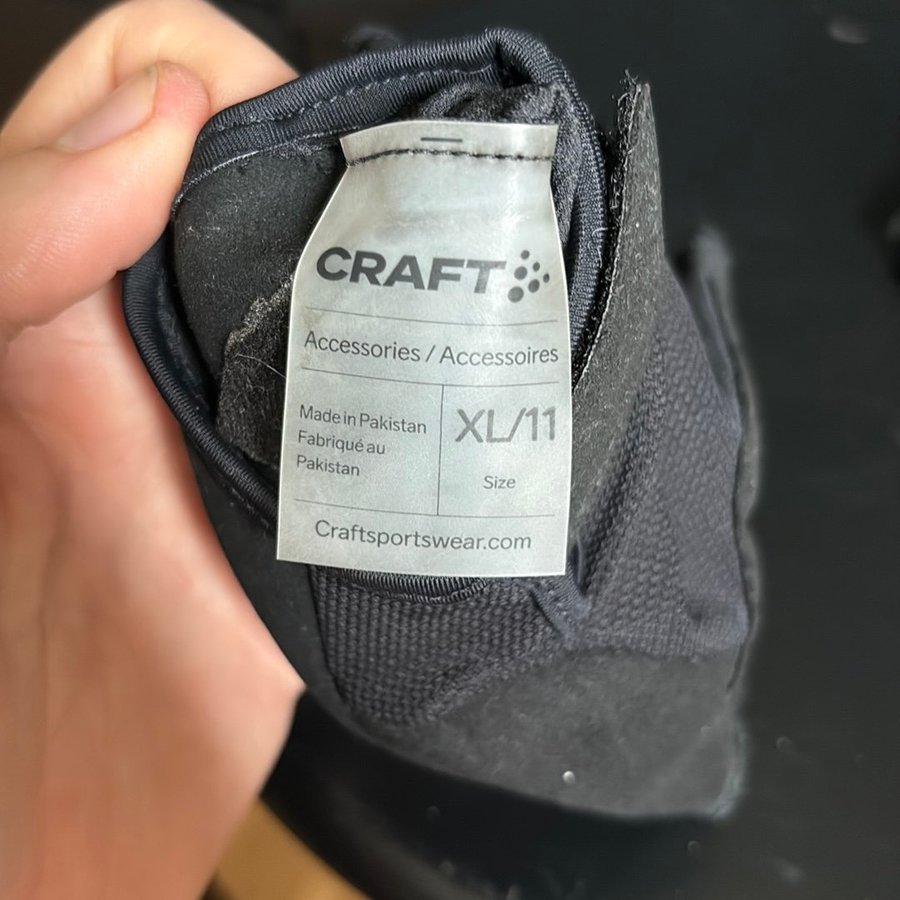 CRAFT
Accessories / Accessoires
Made in Pakistan
Fabriqué au
Pakistan
XL/11
Size
Craftsportswear.com